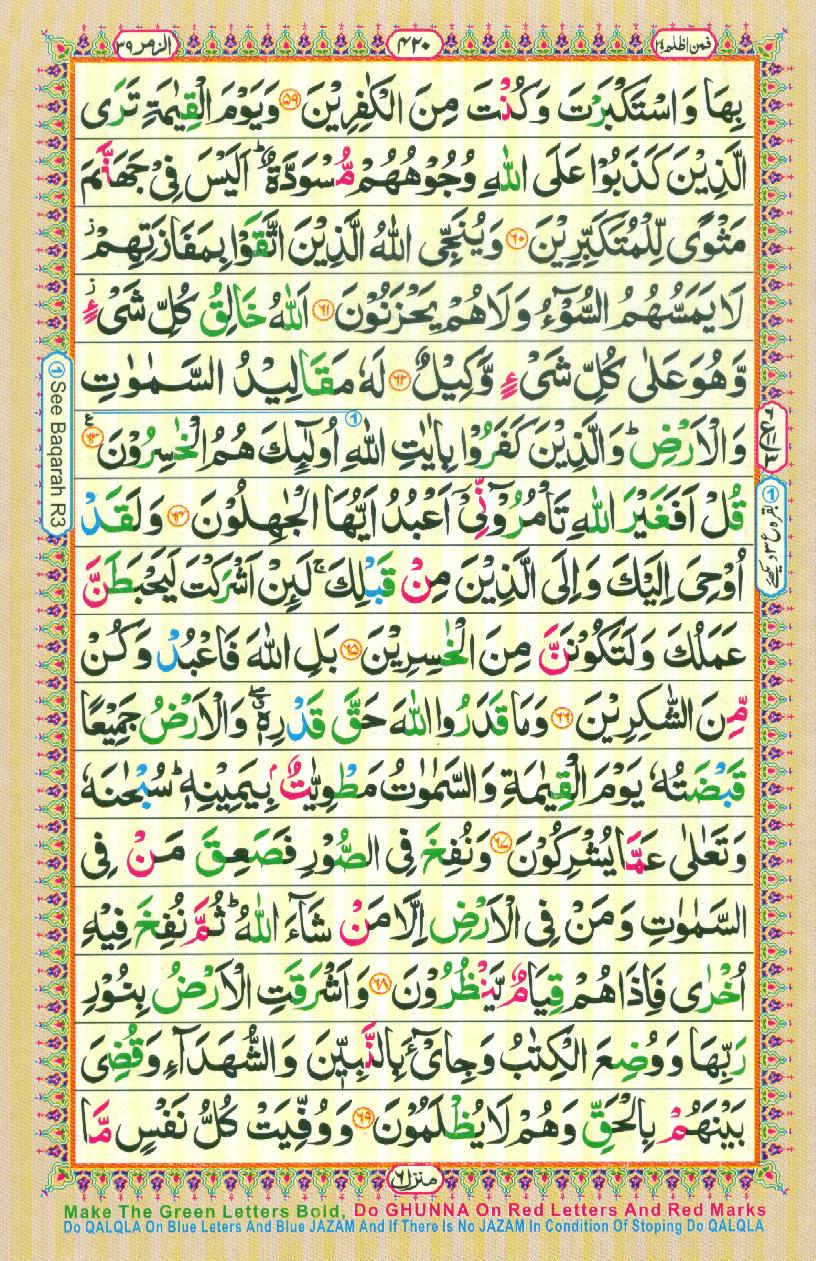 الزمر ٣٩
٤٢٠
فمن اظلم ٢٤
بِهَا وَاسْتَكْبَرْتَ وَكُنْتَ مِنَ الْكٰفِرِيْنَ ۝٥٩ وَيَوْمَ الْقِيٰمَةِ تَرَى
الَّذِيْنَ كَذَبُوْا عَلَى اللّٰهِ وُجُوْهُهُمْ مُّسْوَدَّةٌ ؕ اَلَيْسَ فِيْ جَهَنَّمَ
مَثْوًى لِّلْمُتَكَبِّرِيْنَ ۝٦٠ وَيُنَجِّي اللّٰهُ الَّذِيْنَ اتَّقَوْا بِمَفَازَتِهِمْ ز
لَا يَمَسُّهُمُ السُّوْٓءُ وَلَا هُمْ يَحْزَنُوْنَ ۝٦١ اَللّٰهُ خَالِقُ كُلِّ شَيْءٍ ز
وَّهُوَ عَلٰى كُلِّ شَيْءٍ وَّكِيْلٌ ۝٦٢ لَهٗ مَقَالِيْدُ السَّمٰوٰتِ
وَالْاَرْضِ ؕ وَالَّذِيْنَ كَفَرُوْا بِاٰيٰتِ اللّٰهِ اُولٰٓئِكَ هُمُ الْخٰسِرُوْنَ ۝٦٣ ع
قُلْ اَفَغَيْرَ اللّٰهِ تَاْمُرُوْٓنِّيْٓ اَعْبُدُ اَيُّهَا الْجٰهِلُوْنَ ۝٦٤ وَلَقَدْ
اُوْحِيَ اِلَيْكَ وَاِلَى الَّذِيْنَ مِنْ قَبْلِكَ ۚ لَئِنْ اَشْرَكْتَ لَيَحْبَطَنَّ
عَمَلُكَ وَلَتَكُوْنَنَّ مِنَ الْخٰسِرِيْنَ ۝٦٥ بَلِ اللّٰهَ فَاعْبُدْ وَكُنْ
مِّنَ الشّٰكِرِيْنَ ۝٦٦ وَمَا قَدَرُوا اللّٰهَ حَقَّ قَدْرِهٖ ۖ وَالْاَرْضُ جَمِيْعًا
قَبْضَتُهٗ يَوْمَ الْقِيٰمَةِ وَالسَّمٰوٰتُ مَطْوِيّٰتٌۢ بِيَمِيْنِهٖ ؕ سُبْحٰنَهٗ
وَتَعٰلٰى عَمَّا يُشْرِكُوْنَ ۝٦٧ وَنُفِخَ فِي الصُّوْرِ فَصَعِقَ مَنْ فِي
السَّمٰوٰتِ وَمَنْ فِي الْاَرْضِ اِلَّا مَنْ شَآءَ اللّٰهُ ؕ ثُمَّ نُفِخَ فِيْهِ
اُخْرٰى فَاِذَا هُمْ قِيَامٌ يَّنْظُرُوْنَ ۝٦٨ وَاَشْرَقَتِ الْاَرْضُ بِنُوْرِ
رَبِّهَا وَوُضِعَ الْكِتٰبُ وَجِايْٓءَ بِالنَّبِيّٖنَ وَالشُّهَدَآءِ وَقُضِيَ
بَيْنَهُمْ بِالْحَقِّ وَهُمْ لَا يُظْلَمُوْنَ ۝٦٩ وَوُفِّيَتْ كُلُّ نَفْسٍ مَّا
① See Baqarah R3
منزل ٦
Make The Green Letters Bold, Do GHUNNA On Red Letters And Red Marks
Do QALQLA On Blue Leters And Blue JAZAM And If There Is No JAZAM In Condition Of Stoping Do QALQLA